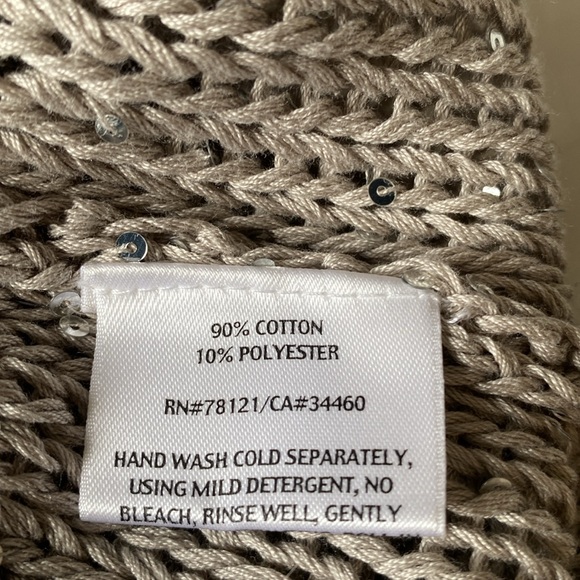 90% COTTON
10% POLYESTER
RN#78121/CA#34460
HAND WASH COLD SEPARATELY,
USING MILD DETERGENT, NO
BLEACH, RINSE WELL, GENTLY